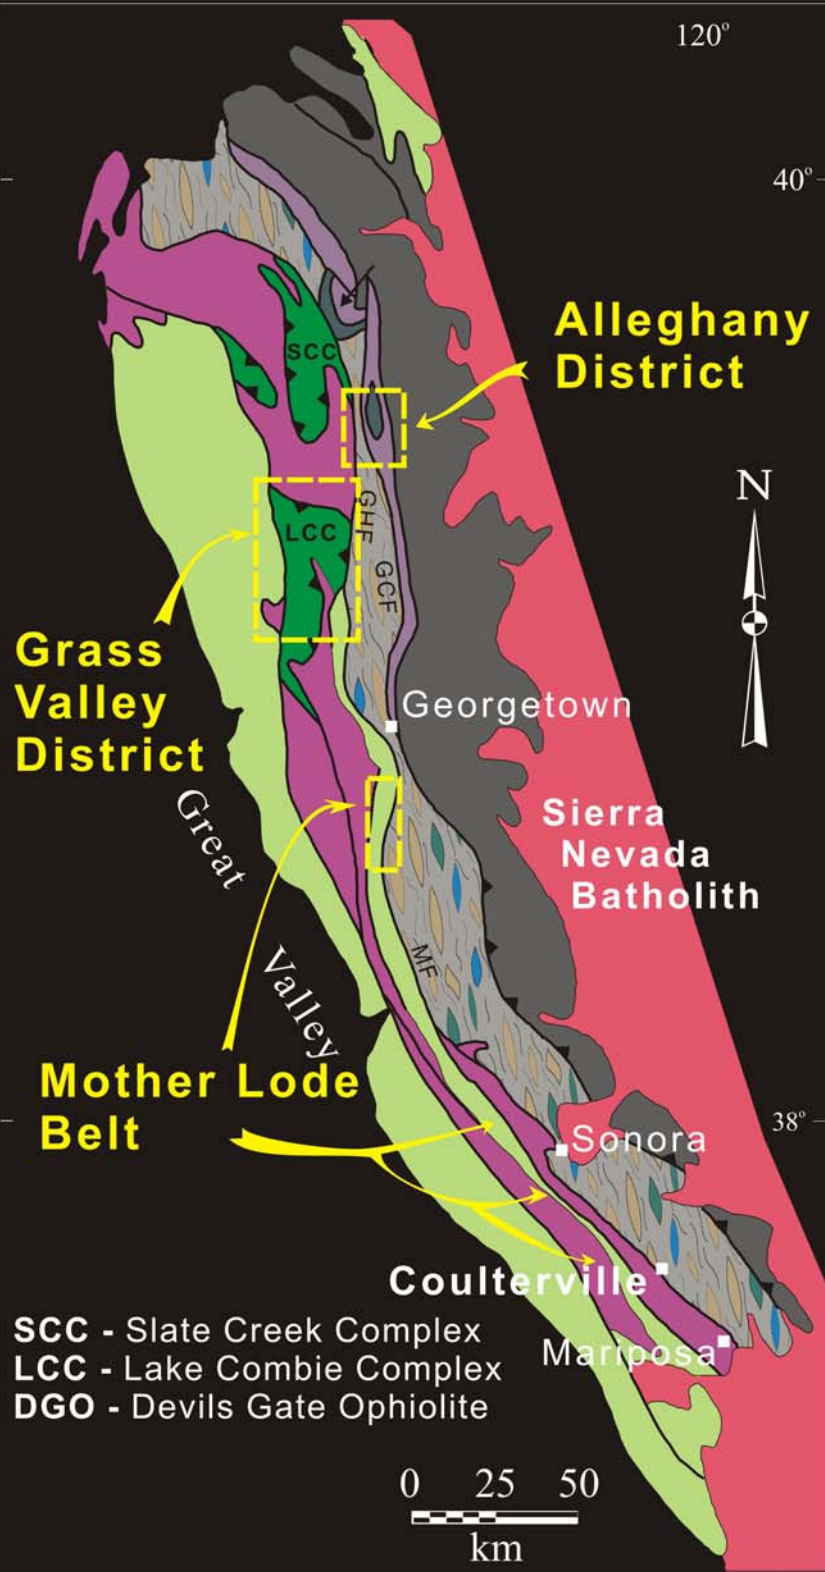 120°
40°
Alleghany
District
SCC
N
GHF
LCC
GCF
Grass
Valley
District
Georgetown
Great
Valley
Sierra
Nevada
Batholith
MF
Mother Lode
Belt
38°
Sonora
Coulterville
Mariposa
SCC - Slate Creek Complex
LCC - Lake Combie Complex
DGO - Devils Gate Ophiolite
0 25 50
km